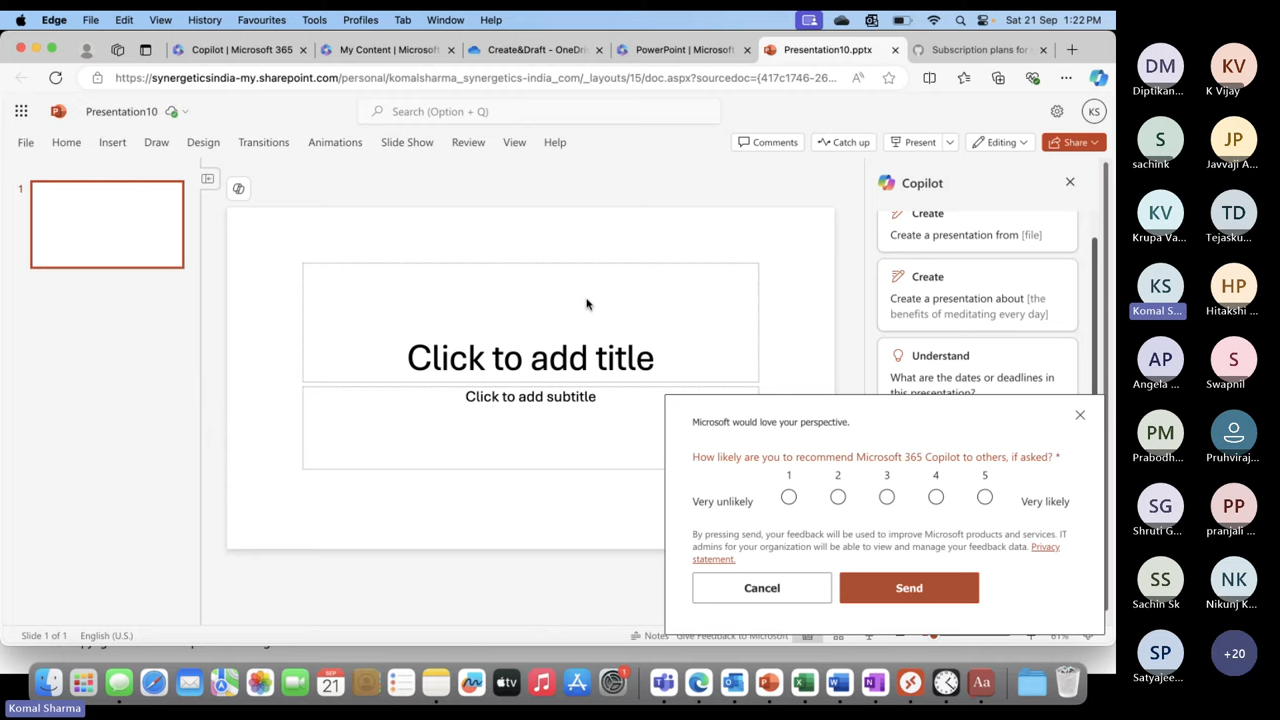 Edge File Edit View History Favourites Tools Profiles Tab Window Help Sat 21 Sep 1:22 PM
Copilot | Microsoft 365
My Content | Microsoft
Create&Draft - OneDri
PowerPoint | Microsoft
Presentation10.pptx
Subscription plans for
https://synergeticsindia-my.sharepoint.com/personal/komalsharma_synergetics-india_com/_layouts/15/doc.aspx?sourcedoc={417c1746-26...
Presentation10
Search (Option + Q)
KS
File Home Insert Draw Design Transitions Animations Slide Show Review View Help
Comments Catch up Present Editing Share
1
Click to add title
Click to add subtitle
Copilot
Create
Create a presentation from [file]
Create
Create a presentation about [the
benefits of meditating every day]
Understand
What are the dates or deadlines in
this presentation?
Microsoft would love your perspective.
How likely are you to recommend Microsoft 365 Copilot to others, if asked? *
1 2 3 4 5
Very unlikely Very likely
By pressing send, your feedback will be used to improve Microsoft products and services. IT
admins for your organization will be able to view and manage your feedback data. Privacy
statement.
Cancel Send
Slide 1 of 1 English (U.S.) Notes Give Feedback to Microsoft 61%
SEP
21
tv
1
Aa
Komal Sharma
DM KV
Diptikan... K Vijay
S JP
sachink Javvaji A...
KV TD
Krupa Va... Tejasku...
KS HP
Komal S... Hitakshi ...
AP S
Angela ... Swapnil
PM
Prabodh... Pruhviraj...
SG PP
Shruti G... pranjali ...
SS NK
Sachin Sk Nikunj K...
SP +20
Satyajee...